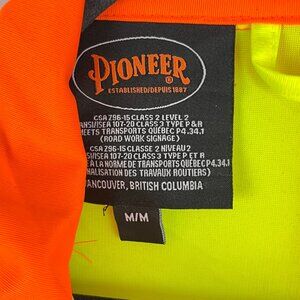 PIONEER
ESTABLISHED/DEPUIS 1887
CSA Z96-15 CLASS 2 LEVEL 2
ANSI/ISEA 107-20 CLASS 3 TYPE P & R
MEETS TRANSPORTS QUÉBEC P4.34.1
(ROAD WORK SIGNAGE)
CSA Z96-15 CLASSE 2 NIVEAU 2
ANSI/ISEA 107-20 CLASS 3 TYPE P ET R
À LA NORME DE TRANSPORTS QUÉBEC P4.34.1
NALISATION DES TRAVAUX ROUTIERS)
VANCOUVER, BRITISH COLUMBIA
M/M